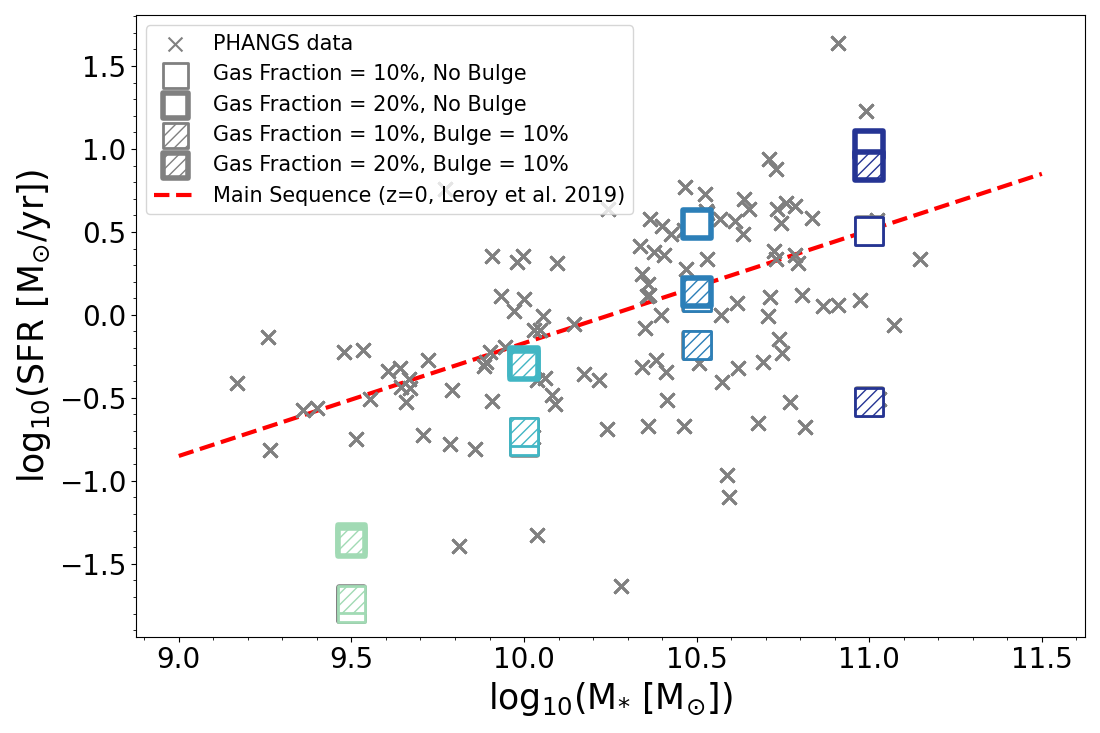 PHANGS data
Gas Fraction = 10%, No Bulge
Gas Fraction = 20%, No Bulge
Gas Fraction = 10%, Bulge = 10%
Gas Fraction = 20%, Bulge = 10%
Main Sequence (z=0, Leroy et al. 2019)
log₁₀(SFR [M⊙/yr])
1.5
1.0
0.5
0.0
−0.5
−1.0
−1.5
9.0 9.5 10.0 10.5 11.0 11.5
log₁₀(M* [M⊙])